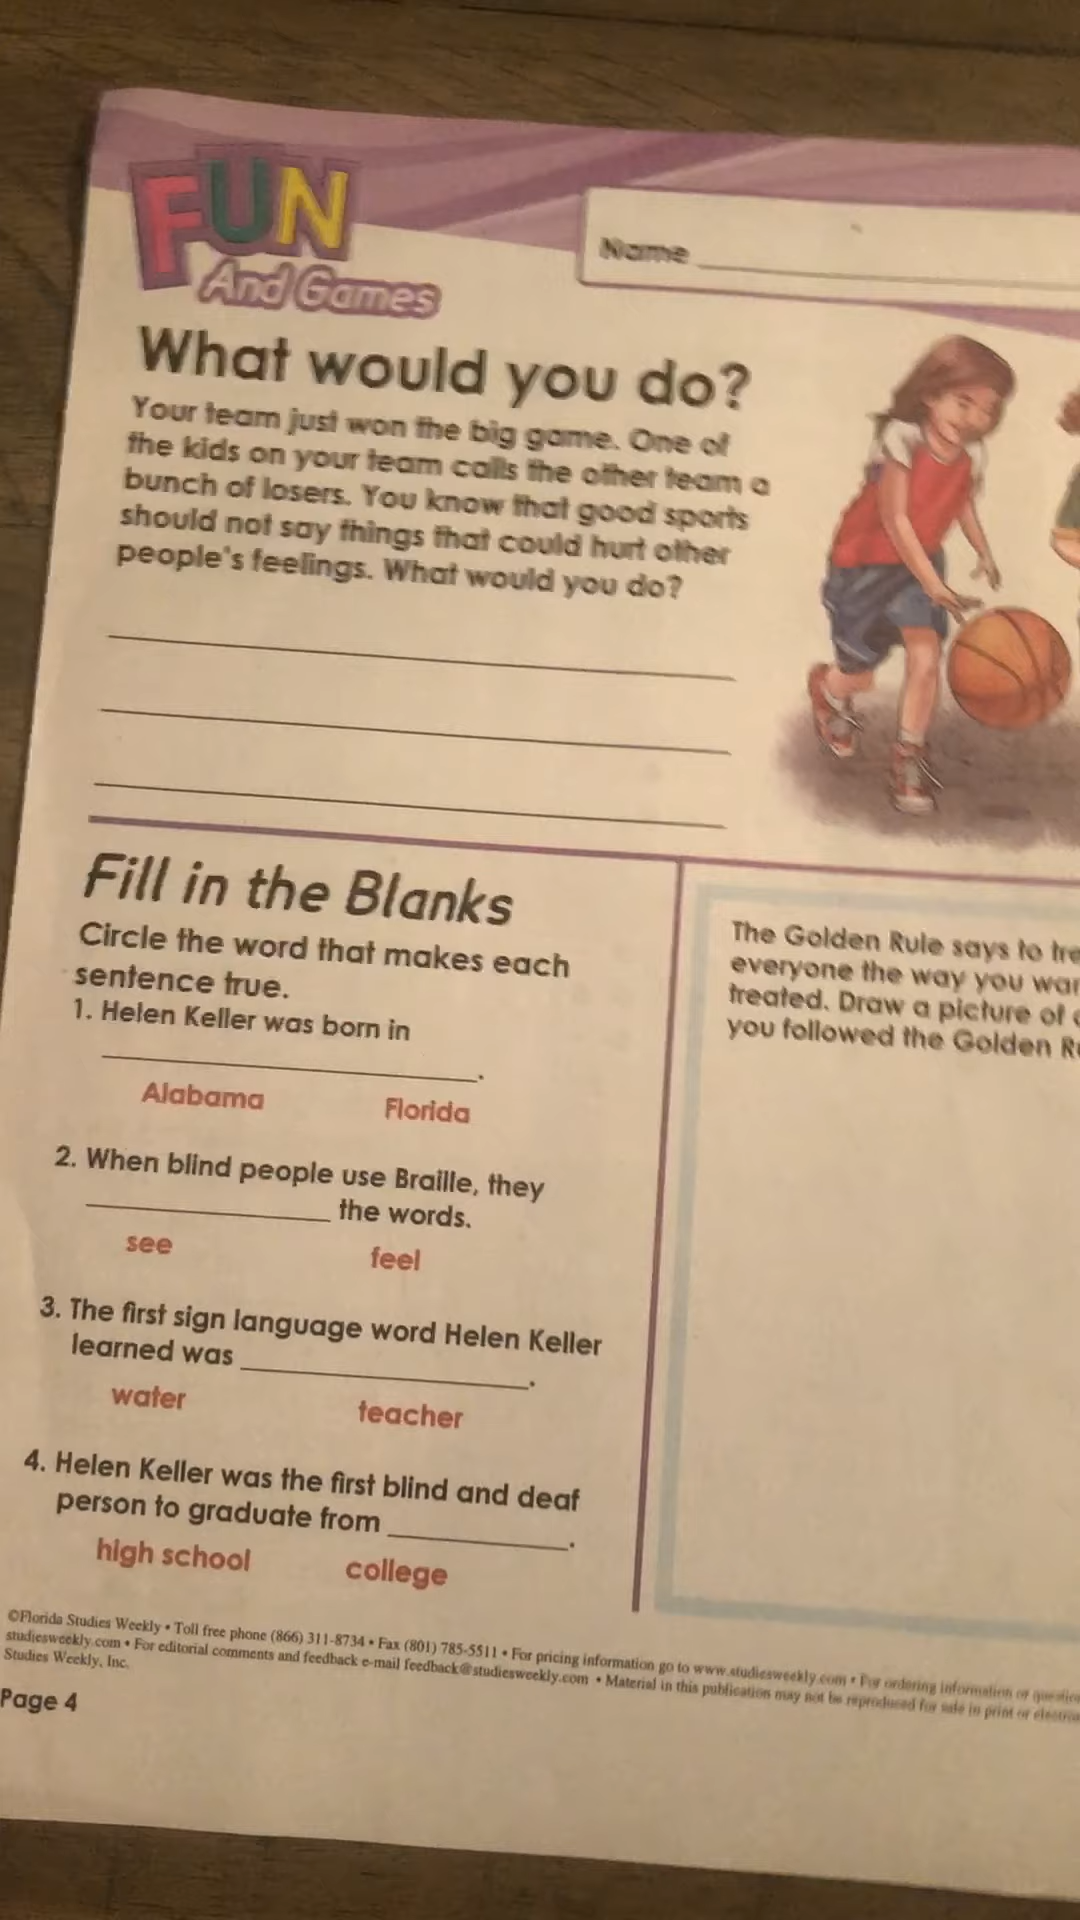 FUN
And Games
Name
What would you do?
Your team just won the big game. One of
the kids on your team calls the other team a
bunch of losers. You know that good sports
should not say things that could hurt other
people's feelings. What would you do?
Fill in the Blanks
Circle the word that makes each
sentence true.
1. Helen Keller was born in
.
Alabama Florida
2. When blind people use Braille, they
the words.
see feel
3. The first sign language word Helen Keller
learned was .
water teacher
4. Helen Keller was the first blind and deaf
person to graduate from .
high school college
The Golden Rule says to
everyone the way you
treated. Draw a picture of
you followed the Golden
©Florida Studies Weekly • Toll free phone (866) 311-8734 • Fax (801) 785-5511 • For pricing information go to www.studiesweekly.com • For ordering information or
studiesweekly.com • For editorial comments and feedback e-mail feedback@studiesweekly.com • Material in this publication may not be reproduced for sale in print or
Studies Weekly, Inc.
Page 4